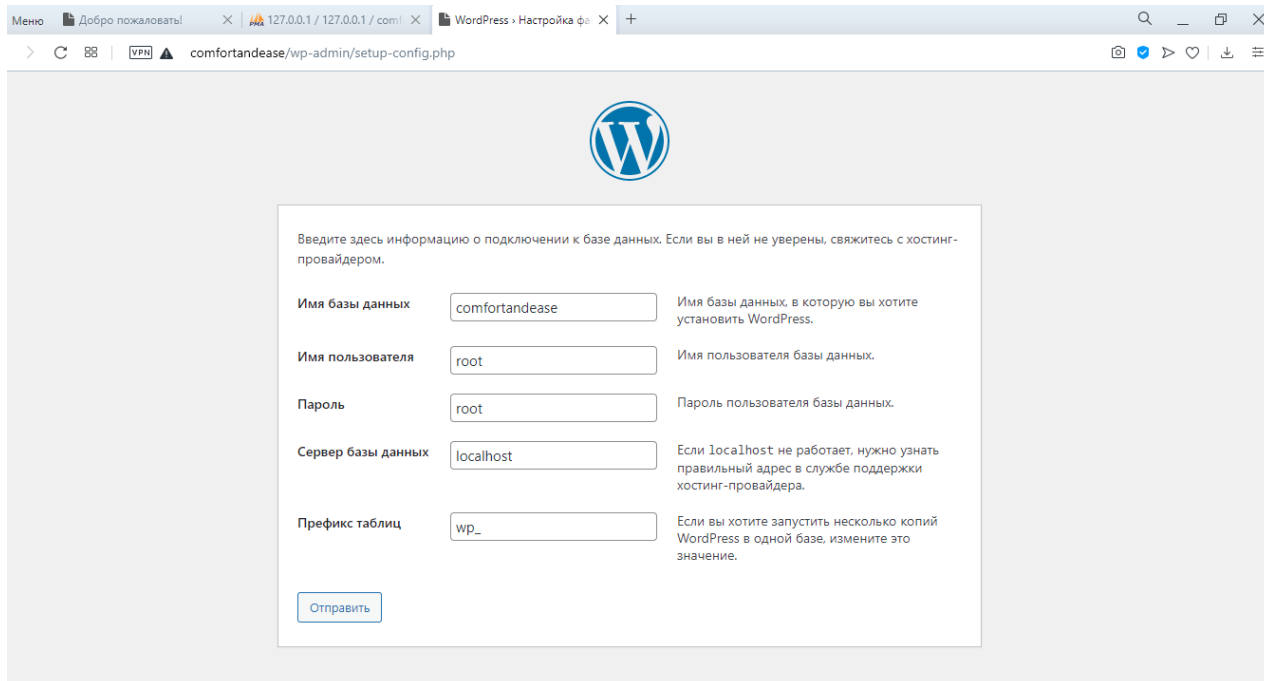 Меню
Добро пожаловать!
127.0.0.1 / 127.0.0.1 / comf
WordPress › Настройка фа
VPN
comfortandease/wp-admin/setup-config.php
Введите здесь информацию о подключении к базе данных. Если вы в ней не уверены, свяжитесь с хостинг-
провайдером.
Имя базы данных
comfortandease
Имя базы данных, в которую вы хотите
установить WordPress.
Имя пользователя
root
Имя пользователя базы данных.
Пароль
root
Пароль пользователя базы данных.
Сервер базы данных
localhost
Если localhost не работает, нужно узнать
правильный адрес в службе поддержки
хостинг-провайдера.
Префикс таблиц
wp_
Если вы хотите запустить несколько копий
WordPress в одной базе, измените это
значение.
Отправить